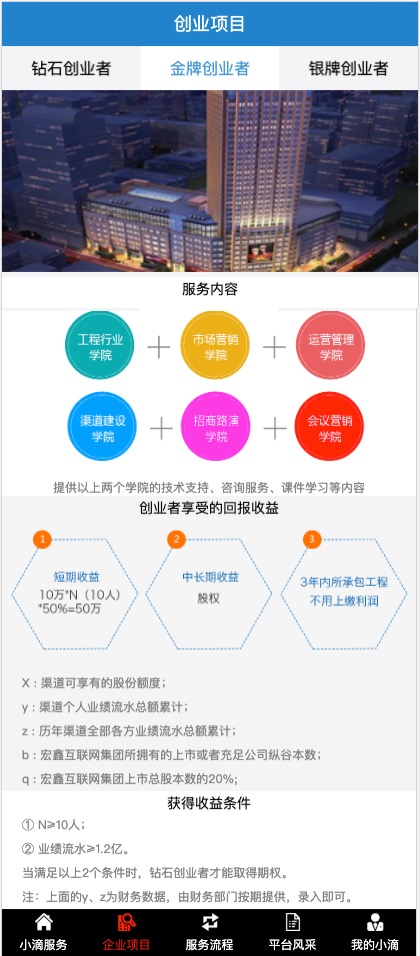 创业项目
钻石创业者 金牌创业者 银牌创业者
服务内容
工程行业 市场营销 运营管理
学院 学院 学院
渠道建设 招商路演 会议营销
学院 学院 学院
提供以上两个学院的技术支持、咨询服务、课件学习等内容
创业者享受的回报收益
1 2 3
短期收益 中长期收益 3年内所承包工程
10万*N（10人） 股权 不用上缴利润
*50%=50万
X：渠道可享有的股份额度；
y：渠道个人业绩流水总额累计；
z：历年渠道全部各方业绩流水总额累计；
b：宏鑫互联网集团所拥有的上市或者充足公司纵谷本数；
q：宏鑫互联网集团上市总股本数的20%;
获得收益条件
① N≥10人；
② 业绩流水≥1.2亿。
当满足以上2个条件时，钻石创业者才能取得期权。
注：上面的y、z为财务数据，由财务部门按期提供，录入即可。
小滴服务 企业项目 服务流程 平台风采 我的小滴